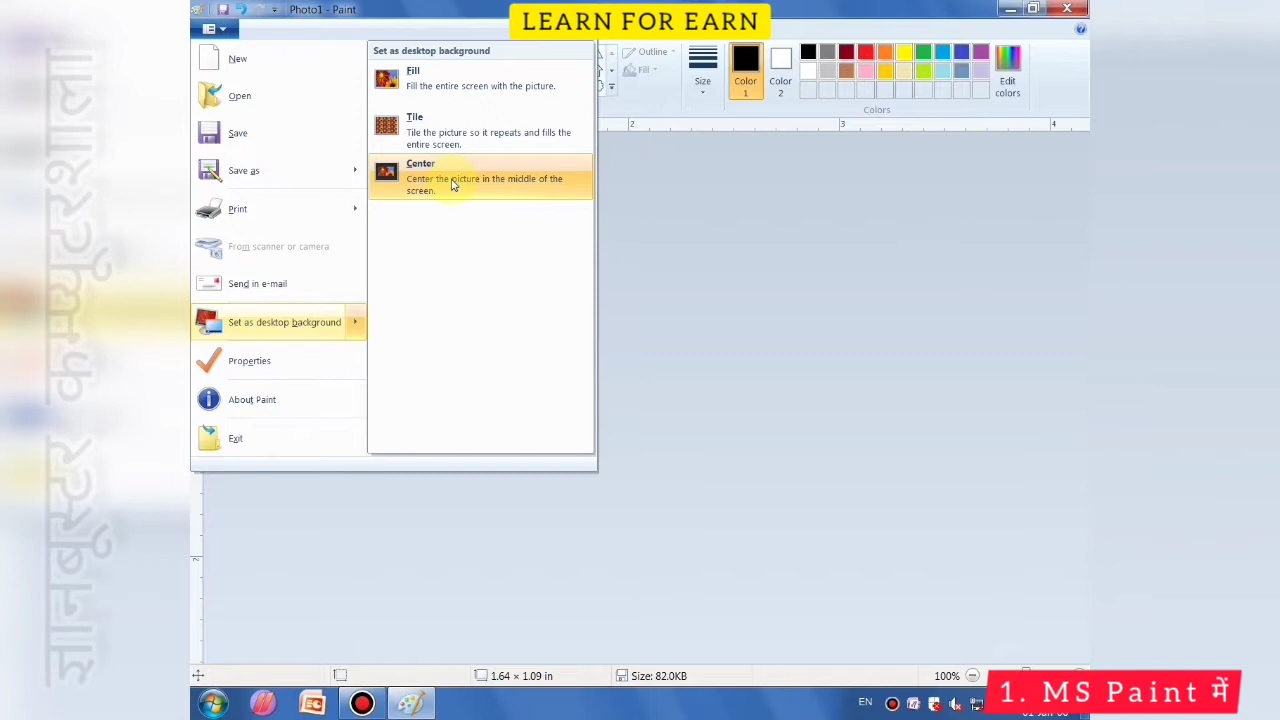 Photo1 - Paint
LEARN FOR EARN
New
Open
Save
Save as
Print
From scanner or camera
Send in e-mail
Set as desktop background
Properties
About Paint
Exit
Set as desktop background
Fill
Fill the entire screen with the picture.
Tile
Tile the picture so it repeats and fills the
entire screen.
Center
Center the picture in the middle of the
screen.
Outline
Fill
Size
Color
1
Color
2
Edit
colors
Colors
2
3
4
2
1.64 × 1.09 in
Size: 82.0KB
100%
EN
1. MS Paint में